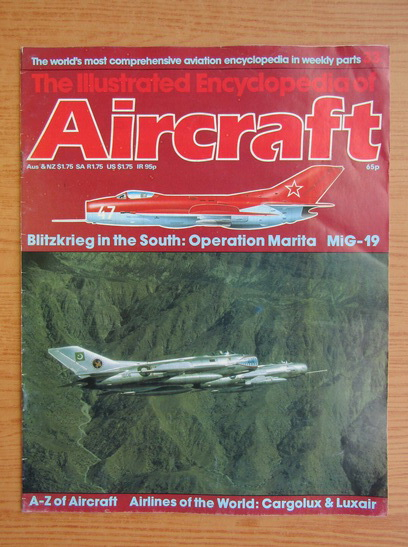 The world's most comprehensive aviation encyclopedia in weekly parts
The Illustrated Encyclopedia of
Aircraft
Aus & NZ $1.75 SA R1.75 US $1.75 IR 95p
65p
47
Blitzkrieg in the South: Operation Marita MiG-19
A-Z of Aircraft Airlines of the World: Cargolux & Luxair